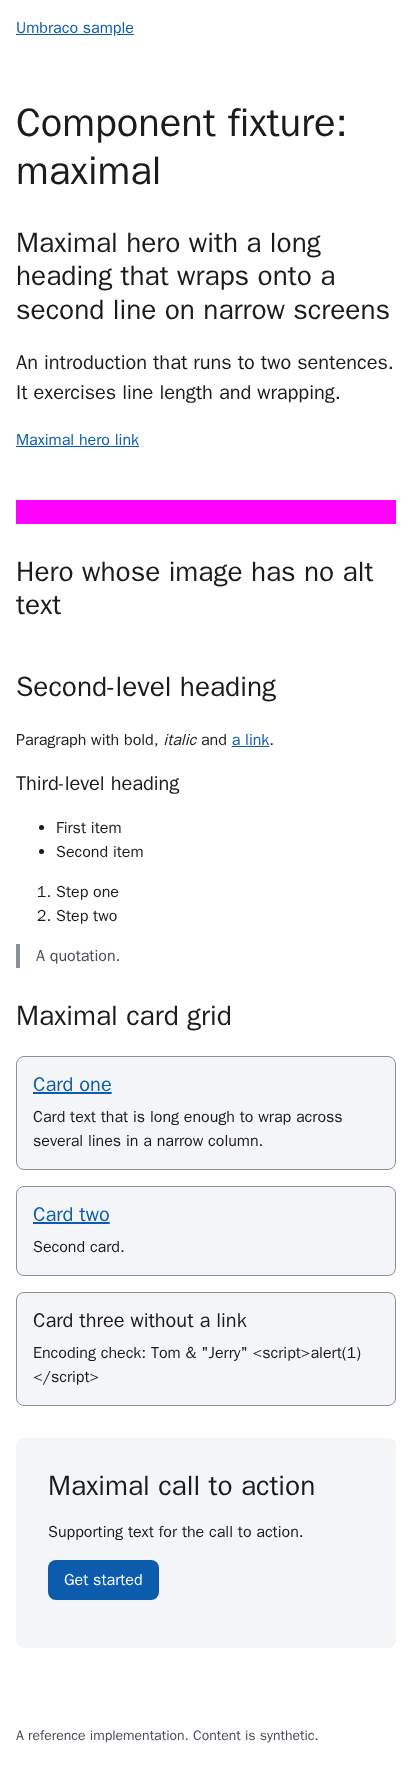 Umbraco sample
Component fixture:
maximal
Maximal hero with a long
heading that wraps onto a
second line on narrow screens
An introduction that runs to two sentences.
It exercises line length and wrapping.
Maximal hero link
Hero whose image has no alt
text
Second-level heading
Paragraph with bold, italic and a link.
Third-level heading
• First item
• Second item
1. Step one
2. Step two
A quotation.
Maximal card grid
Card one
Card text that is long enough to wrap across
several lines in a narrow column.
Card two
Second card.
Card three without a link
Encoding check: Tom & "Jerry" <script>alert(1)
</script>
Maximal call to action
Supporting text for the call to action.
Get started
A reference implementation. Content is synthetic.